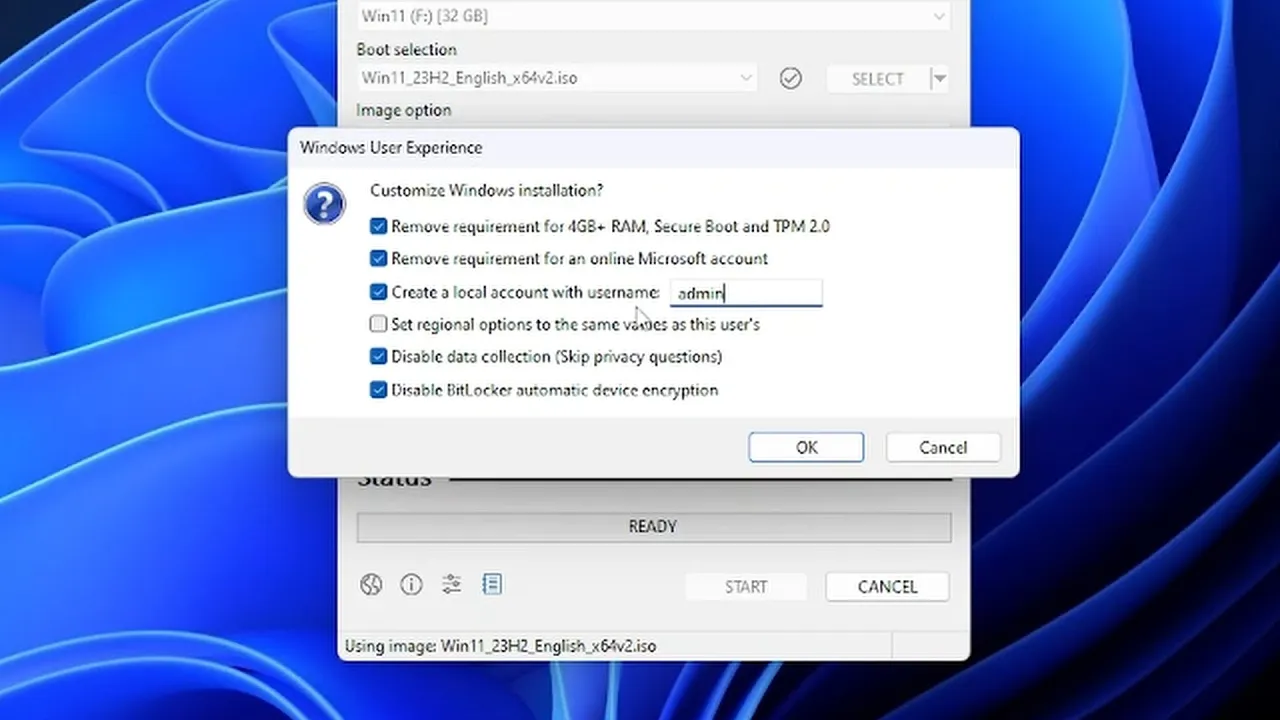 Win11 (F:) [32 GB]
Boot selection
Win11_23H2_English_x64v2.iso
SELECT
Image option
Windows User Experience
?
Customize Windows installation?
Remove requirement for 4GB+ RAM, Secure Boot and TPM 2.0
Remove requirement for an online Microsoft account
Create a local account with username: admin
Set regional options to the same values as this user's
Disable data collection (Skip privacy questions)
Disable BitLocker automatic device encryption
OK
Cancel
Status
READY
START
CANCEL
Using image: Win11_23H2_English_x64v2.iso